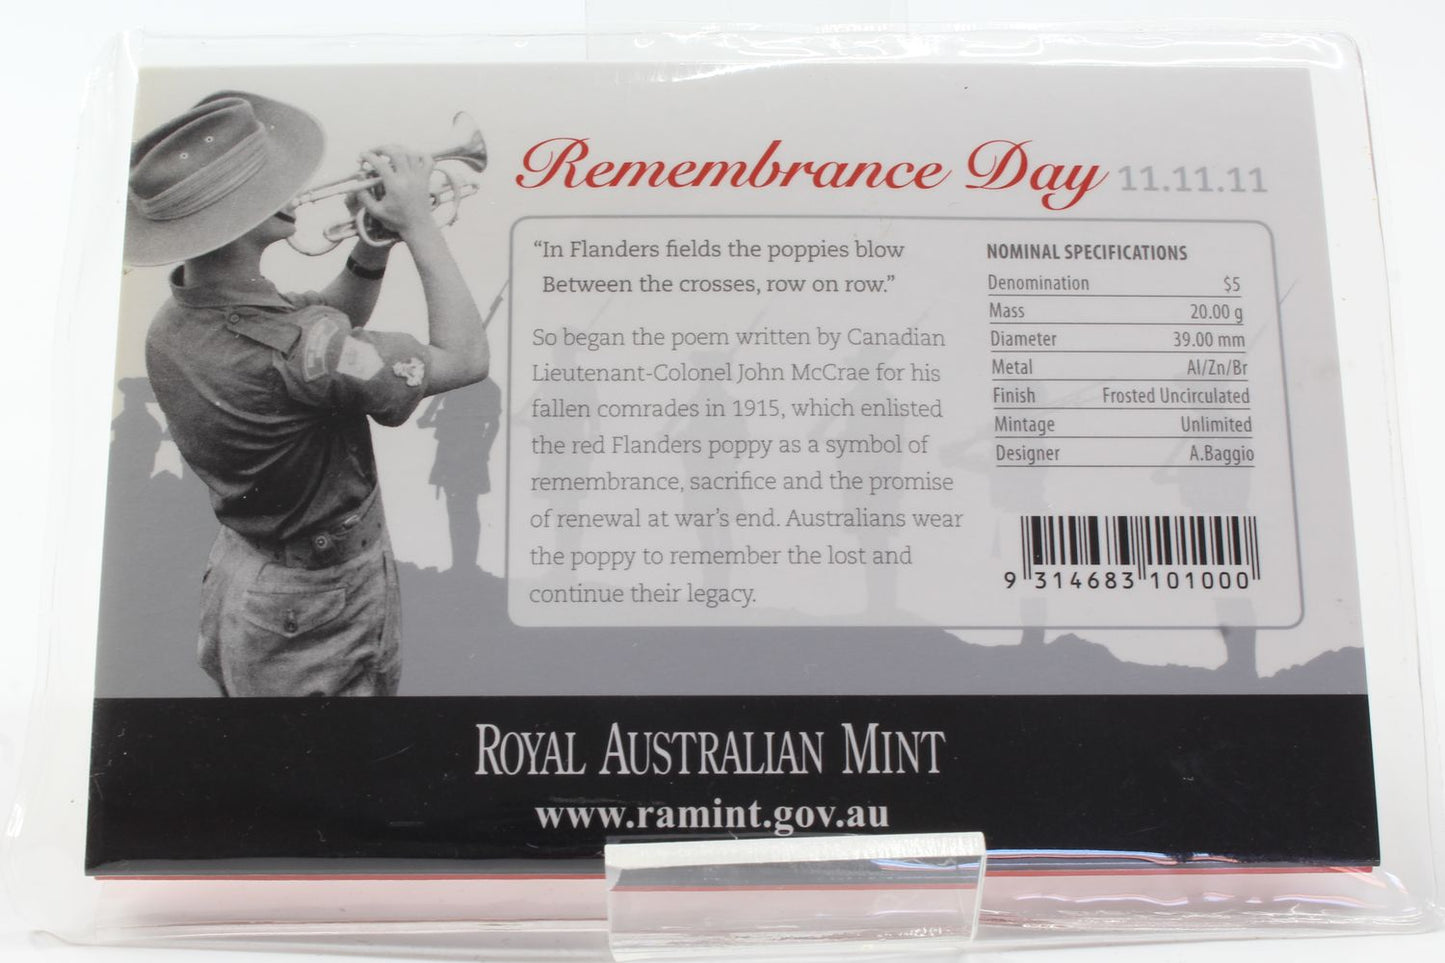 Remembrance Day 11.11.11
“In Flanders fields the poppies blow
Between the crosses, row on row.”
So began the poem written by Canadian
Lieutenant-Colonel John McCrae for his
fallen comrades in 1915, which enlisted
the red Flanders poppy as a symbol of
remembrance, sacrifice and the promise
of renewal at war’s end. Australians wear
the poppy to remember the lost and
continue their legacy.
NOMINAL SPECIFICATIONS
Denomination $5
Mass 20.00 g
Diameter 39.00 mm
Metal Al/Zn/Br
Finish Frosted Uncirculated
Mintage Unlimited
Designer A.Baggio
9 314683 101000
ROYAL AUSTRALIAN MINT
www.ramint.gov.au